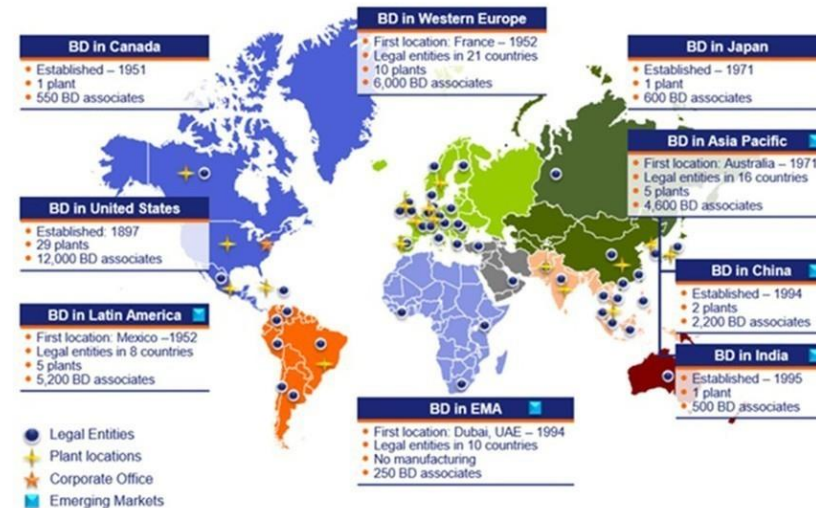 BD in Canada
Established – 1951
1 plant
550 BD associates
BD in Western Europe
First location: France – 1952
Legal entities in 21 countries
10 plants
6,000 BD associates
BD in Japan
Established – 1971
1 plant
600 BD associates
BD in Asia Pacific
First location: Australia – 1971
Legal entities in 16 countries
5 plants
4,600 BD associates
BD in United States
Established: 1897
29 plants
12,000 BD associates
BD in China
Established – 1994
2 plants
2,200 BD associates
BD in Latin America
First location: Mexico –1952
Legal entities in 8 countries
5 plants
5,200 BD associates
BD in India
Established – 1995
1 plant
500 BD associates
BD in EMA
First location: Dubai, UAE – 1994
Legal entities in 10 countries
No manufacturing
250 BD associates
Legal Entities
Plant locations
Corporate Office
Emerging Markets